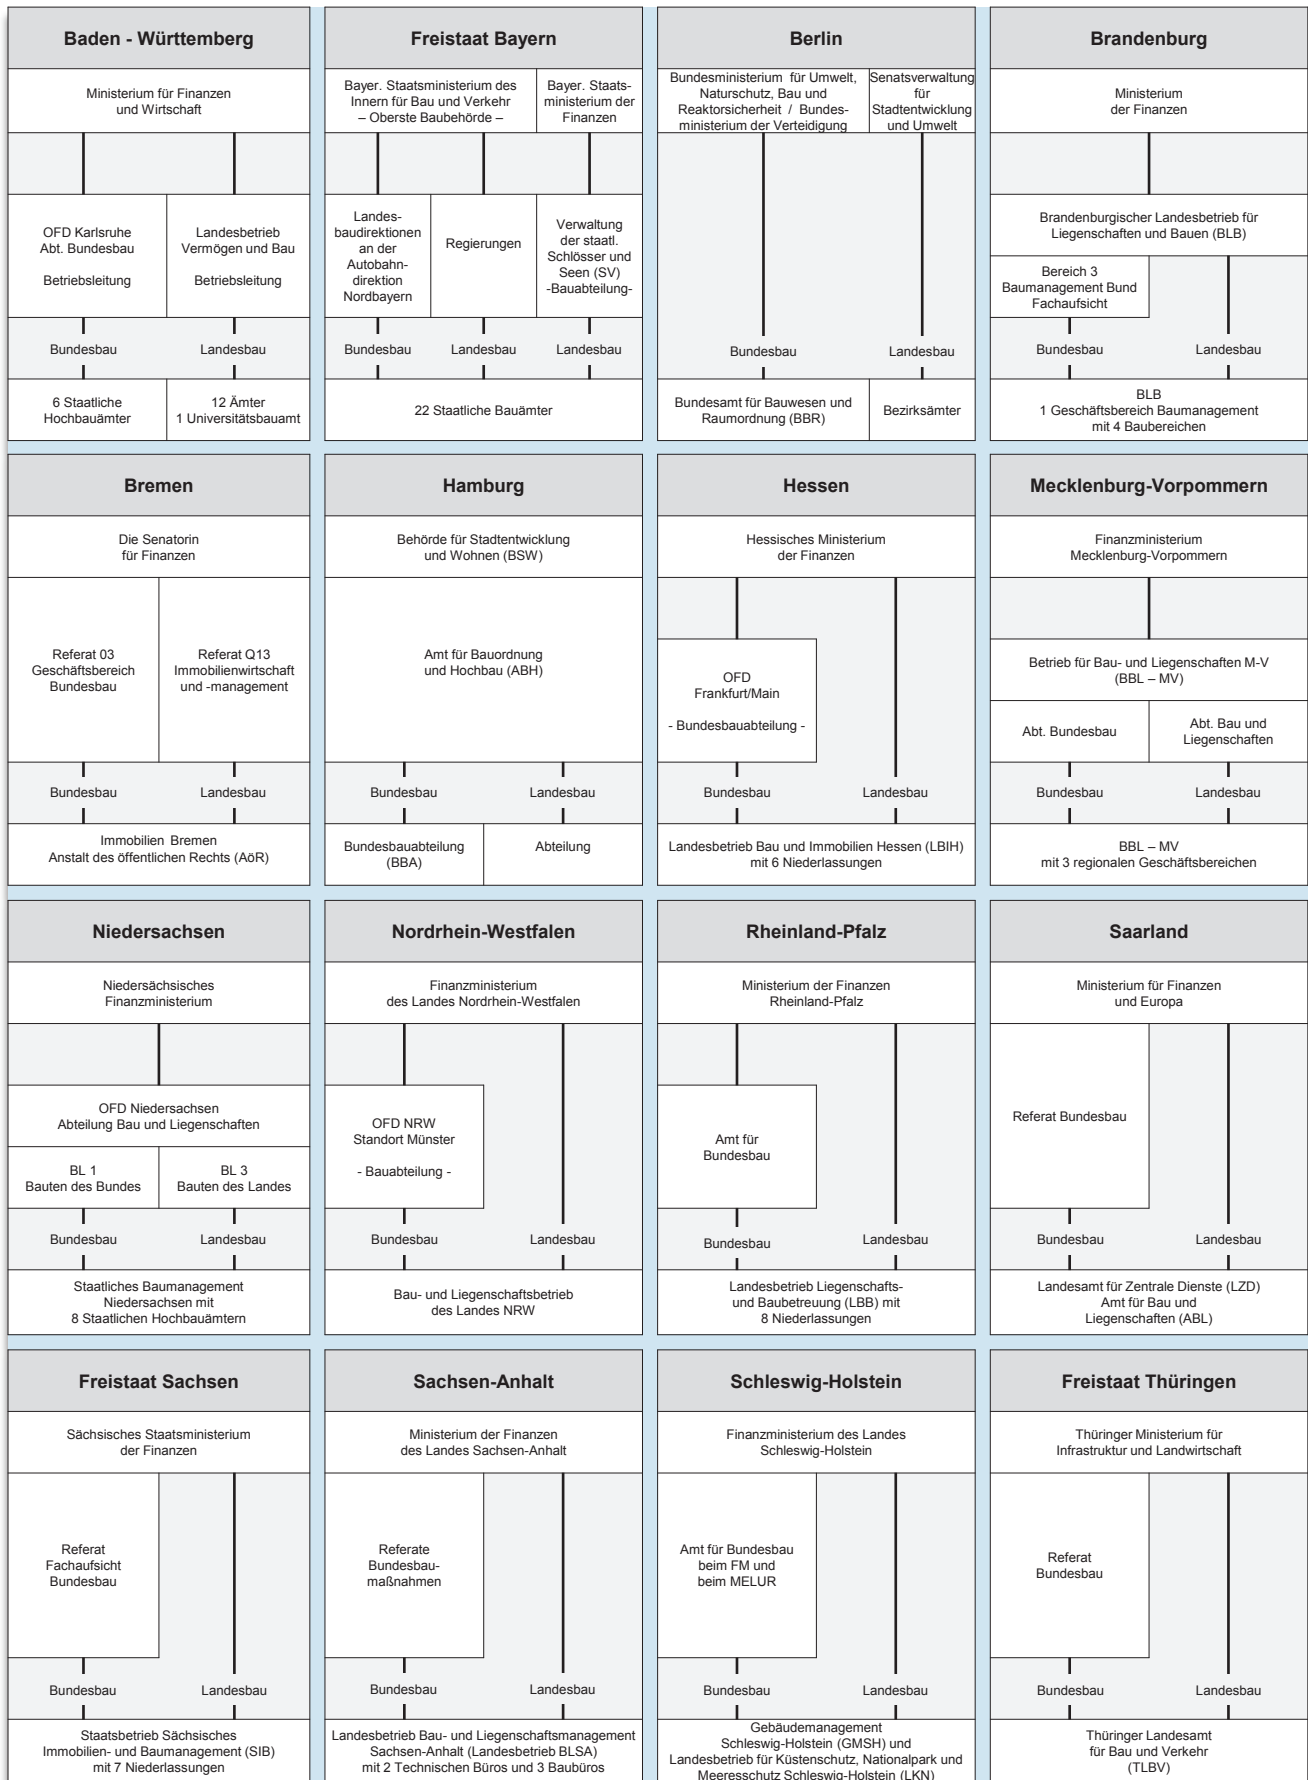 Baden - Württemberg
Ministerium für Finanzen
und Wirtschaft
OFD Karlsruhe
Abt. Bundesbau
Betriebsleitung
Landesbetrieb
Vermögen und Bau
Betriebsleitung
Bundesbau
Landesbau
6 Staatliche
Hochbauämter
12 Ämter
1 Universitätsbauamt
Freistaat Bayern
Bayer. Staatsministerium des
Innern für Bau und Verkehr
– Oberste Baubehörde –
Bayer. Staats-
ministerium der
Finanzen
Landes-
baudirektionen
an der
Autobahn-
direktion
Nordbayern
Regierungen
Verwaltung
der staatl.
Schlösser und
Seen (SV)
-Bauabteilung-
Bundesbau
Landesbau
Landesbau
22 Staatliche Bauämter
Berlin
Bundesministerium für Umwelt,
Naturschutz, Bau und
Reaktorsicherheit / Bundes-
ministerium der Verteidigung
Senatsverwaltung
für
Stadtentwicklung
und Umwelt
Bundesbau
Landesbau
Bundesamt für Bauwesen und
Raumordnung (BBR)
Bezirksämter
Brandenburg
Ministerium
der Finanzen
Brandenburgischer Landesbetrieb für
Liegenschaften und Bauen (BLB)
Bereich 3
Baumanagement Bund
Fachaufsicht
Bundesbau
Landesbau
BLB
1 Geschäftsbereich Baumanagement
mit 4 Baubereichen
Bremen
Die Senatorin
für Finanzen
Referat 03
Geschäftsbereich
Bundesbau
Referat Q13
Immobilienwirtschaft
und -management
Bundesbau
Landesbau
Immobilien Bremen
Anstalt des öffentlichen Rechts (AöR)
Hamburg
Behörde für Stadtentwicklung
und Wohnen (BSW)
Amt für Bauordnung
und Hochbau (ABH)
Bundesbau
Landesbau
Bundesbauabteilung
(BBA)
Abteilung
Hessen
Hessisches Ministerium
der Finanzen
OFD
Frankfurt/Main
- Bundesbauabteilung -
Bundesbau
Landesbau
Landesbetrieb Bau und Immobilien Hessen (LBIH)
mit 6 Niederlassungen
Mecklenburg-Vorpommern
Finanzministerium
Mecklenburg-Vorpommern
Betrieb für Bau- und Liegenschaften M-V
(BBL – MV)
Abt. Bundesbau
Abt. Bau und
Liegenschaften
Bundesbau
Landesbau
BBL – MV
mit 3 regionalen Geschäftsbereichen
Niedersachsen
Niedersächsisches
Finanzministerium
OFD Niedersachsen
Abteilung Bau und Liegenschaften
BL 1
Bauten des Bundes
BL 3
Bauten des Landes
Bundesbau
Landesbau
Staatliches Baumanagement
Niedersachsen mit
8 Staatlichen Hochbauämtern
Nordrhein-Westfalen
Finanzministerium
des Landes Nordrhein-Westfalen
OFD NRW
Standort Münster
- Bauabteilung -
Bundesbau
Landesbau
Bau- und Liegenschaftsbetrieb
des Landes NRW
Rheinland-Pfalz
Ministerium der Finanzen
Rheinland-Pfalz
Amt für
Bundesbau
Bundesbau
Landesbau
Landesbetrieb Liegenschafts-
und Baubetreuung (LBB) mit
8 Niederlassungen
Saarland
Ministerium für Finanzen
und Europa
Referat Bundesbau
Bundesbau
Landesbau
Landesamt für Zentrale Dienste (LZD)
Amt für Bau und
Liegenschaften (ABL)
Freistaat Sachsen
Sächsisches Staatsministerium
der Finanzen
Referat
Fachaufsicht
Bundesbau
Bundesbau
Landesbau
Staatsbetrieb Sächsisches
Immobilien- und Baumanagement (SIB)
mit 7 Niederlassungen
Sachsen-Anhalt
Ministerium der Finanzen
des Landes Sachsen-Anhalt
Referate
Bundesbau-
maßnahmen
Bundesbau
Landesbau
Landesbetrieb Bau- und Liegenschaftsmanagement
Sachsen-Anhalt (Landesbetrieb BLSA)
mit 2 Technischen Büros und 3 Baubüros
Schleswig-Holstein
Finanzministerium des Landes
Schleswig-Holstein
Amt für Bundesbau
beim FM und
beim MELUR
Bundesbau
Landesbau
Gebäudemanagement
Schleswig-Holstein (GMSH) und
Landesbetrieb für Küstenschutz, Nationalpark und
Meeresschutz Schleswig-Holstein (LKN)
Freistaat Thüringen
Thüringer Ministerium für
Infrastruktur und Landwirtschaft
Referat
Bundesbau
Bundesbau
Landesbau
Thüringer Landesamt
für Bau und Verkehr
(TLBV)